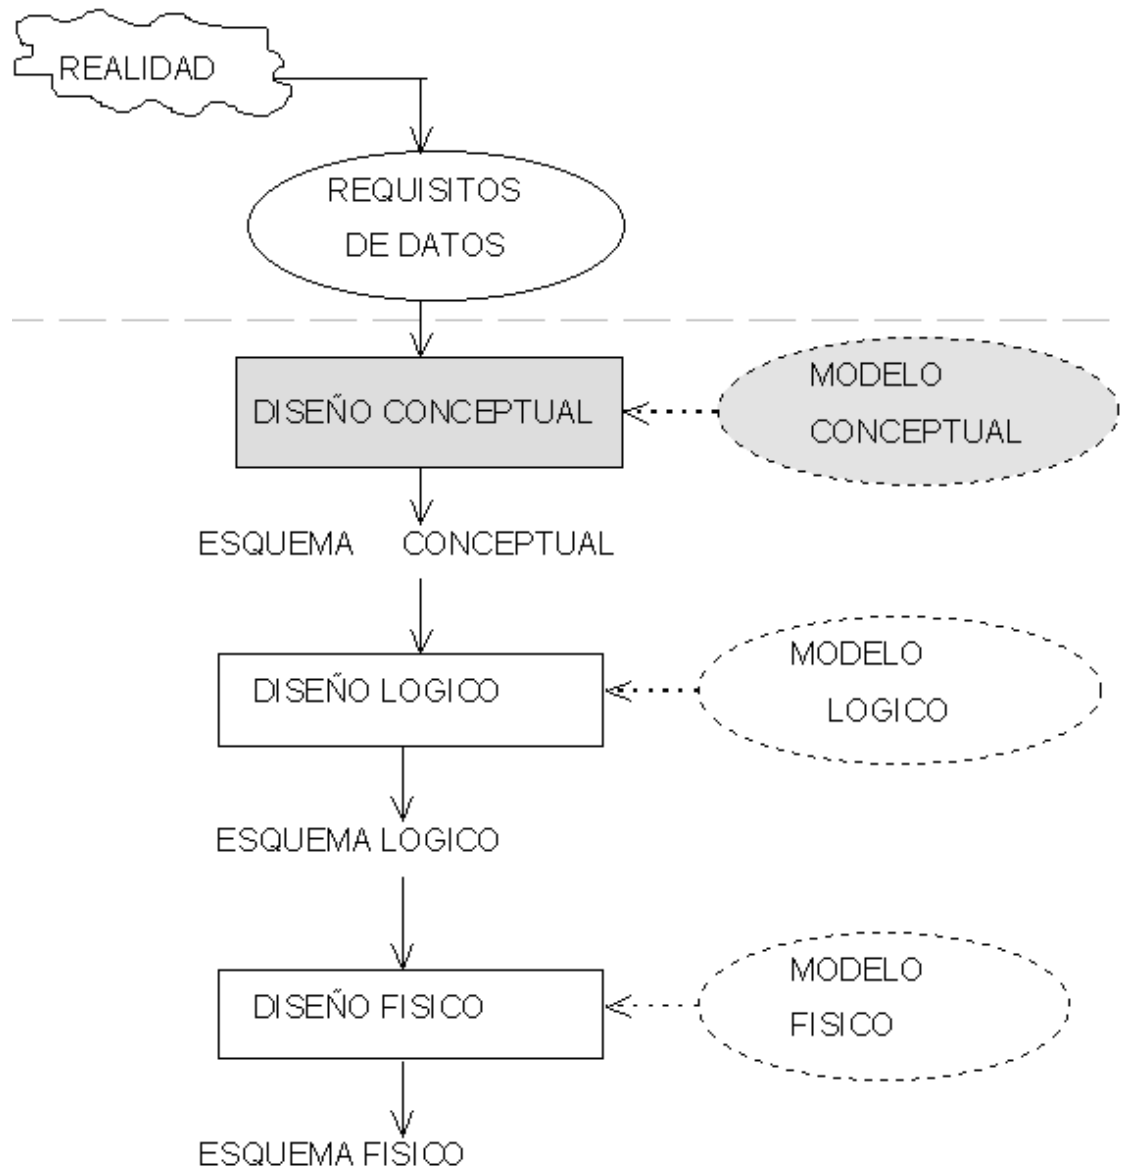 REALIDAD
REQUISITOS
DE DATOS
DISEÑO CONCEPTUAL
MODELO
CONCEPTUAL
ESQUEMA CONCEPTUAL
DISEÑO LOGICO
MODELO
LOGICO
ESQUEMA LOGICO
DISEÑO FISICO
MODELO
FISICO
ESQUEMA FISICO